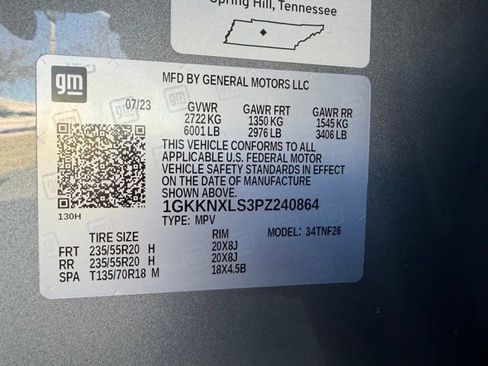 Spring Hill, Tennessee
gm
MFD BY GENERAL MOTORS LLC
07/23 GVWR GAWR FRT GAWR RR
2722 KG 1350 KG 1545 KG
6001 LB 2976 LB 3406 LB
THIS VEHICLE CONFORMS TO ALL
APPLICABLE U.S. FEDERAL MOTOR
VEHICLE SAFETY STANDARDS IN EFFECT
ON THE DATE OF MANUFACTURE
SHOWN ABOVE.
1GKKNXLS3PZ240864
130H
TYPE: MPV MODEL: 34TNF26
TIRE SIZE RIM
FRT 235/55R20 H 20X8J
RR 235/55R20 H 20X8J
SPA T135/70R18 M 18X4.5B